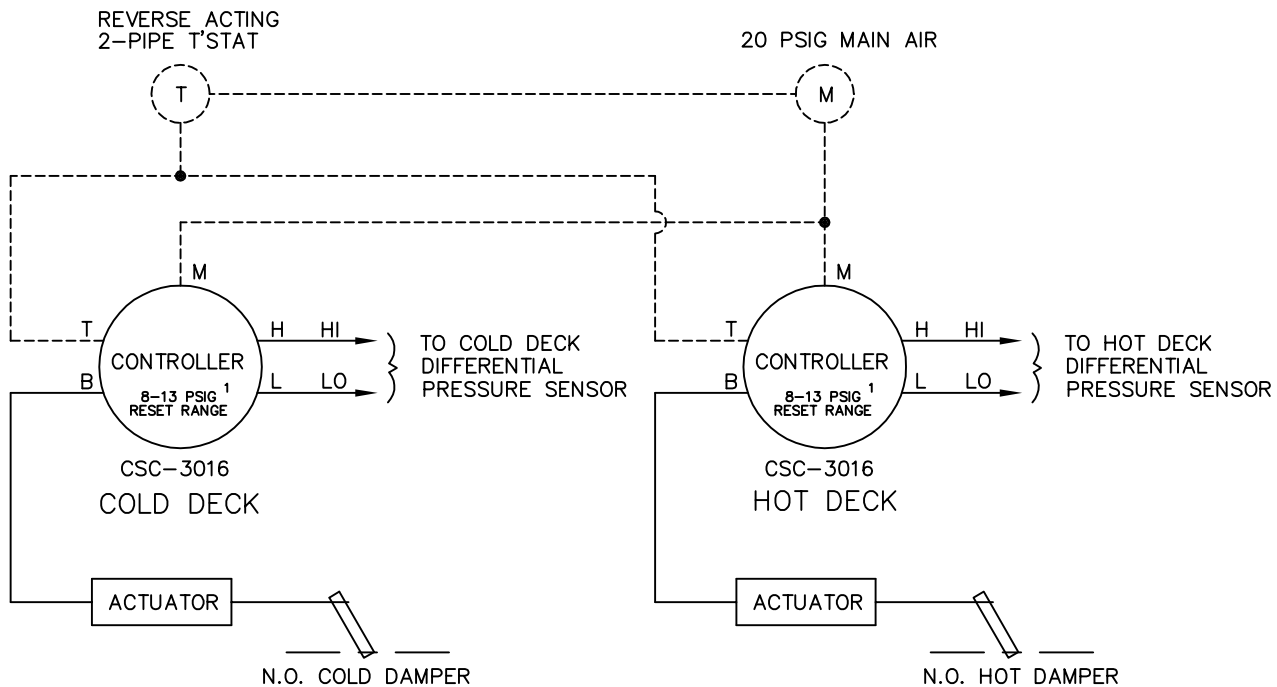 REVERSE ACTING
2-PIPE T'STAT
20 PSIG MAIN AIR
T
M
M
T
B
H HI
L LO
CONTROLLER
8-13 PSIG 1
RESET RANGE
TO COLD DECK
DIFFERENTIAL
PRESSURE SENSOR
CSC-3016
COLD DECK
M
T
B
H HI
L LO
CONTROLLER
8-13 PSIG 1
RESET RANGE
TO HOT DECK
DIFFERENTIAL
PRESSURE SENSOR
CSC-3016
HOT DECK
ACTUATOR
N.O. COLD DAMPER
ACTUATOR
N.O. HOT DAMPER